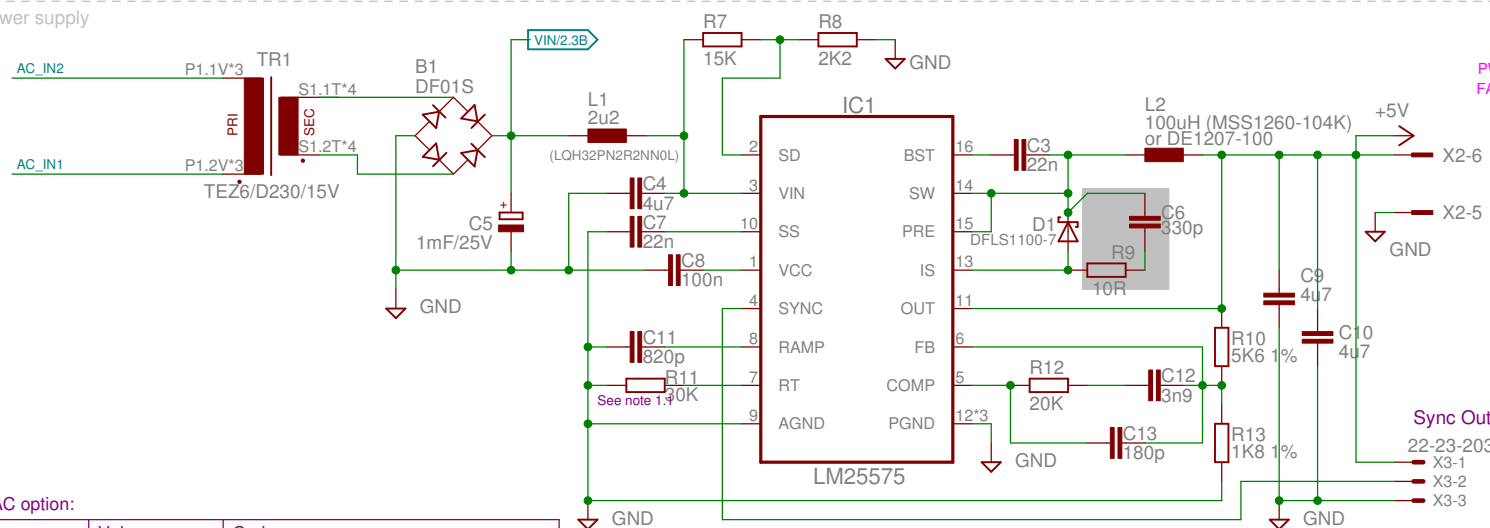 wer supply
R7
15K
R8
2K2
GND
VIN/2.3B
AC_IN2
P1.1V*3
TR1
S1.1T*4
PRI
SEC
S1.2T*4
AC_IN1
P1.2V*3
TEZ6/D230/15V
B1
DF01S
L1
2u2
(LQH32PN2R2NN0L)
C5
+
1mF/25V
C4
4u7
C7
22n
C8
100n
GND
C11
820p
R11
30K
See note 1.1
GND
IC1
2 SD
3 VIN
10 SS
1 VCC
4 SYNC
8 RAMP
7 RT
9 AGND
BST 16
SW 14
PRE 15
IS 13
OUT 11
FB 6
COMP 5
PGND 12*3
LM25575
GND
C3
22n
L2
100uH (MSS1260-104K)
or DE1207-100
D1
DFLS1100-7
C6
330p
R9
10R
R10
5K6 1%
R12
20K
C12
3n9
C13
180p
R13
1K8 1%
C9
4u7
C10
4u7
GND
+5V
X2-6
X2-5
GND
Sync Out
22-23-203
X3-1
X3-2
X3-3
AC option: